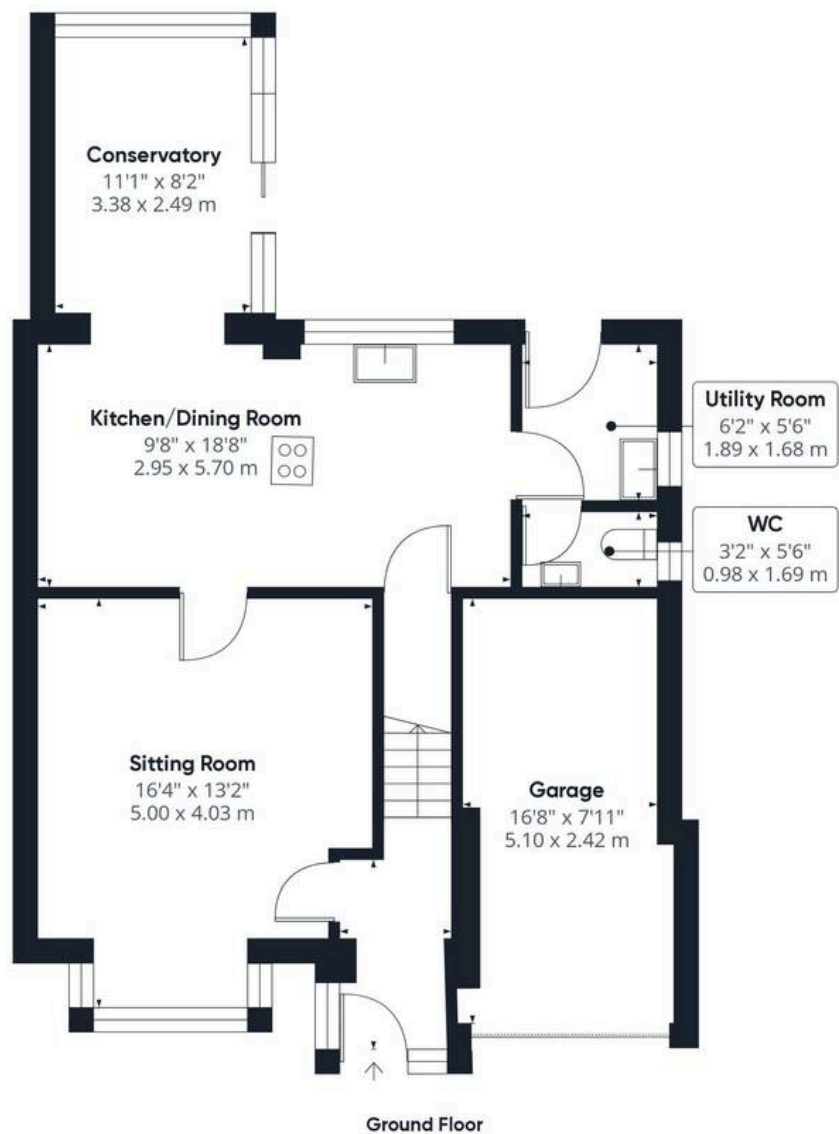 Conservatory
11'1" x 8'2"
3.38 x 2.49 m
Kitchen/Dining Room
9'8" x 18'8"
2.95 x 5.70 m
Utility Room
6'2" x 5'6"
1.89 x 1.68 m
WC
3'2" x 5'6"
0.98 x 1.69 m
Sitting Room
16'4" x 13'2"
5.00 x 4.03 m
Garage
16'8" x 7'11"
5.10 x 2.42 m
Ground Floor